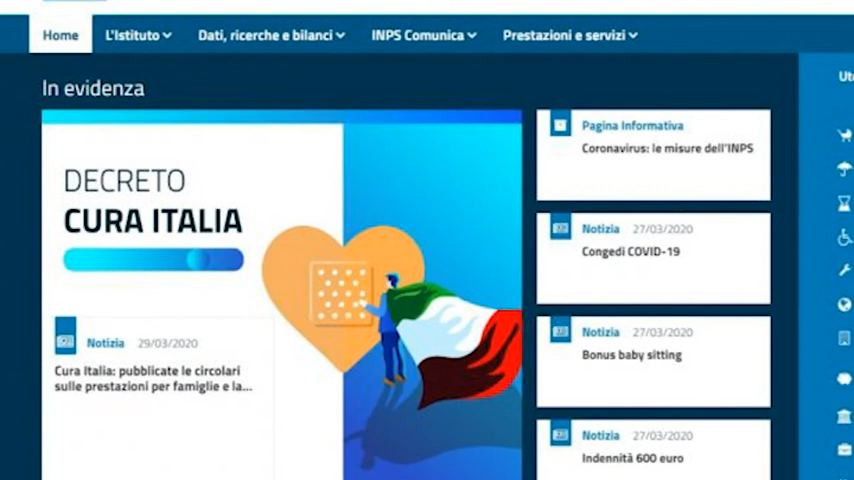 Home L'Istituto Dati, ricerche e bilanci INPS Comunica Prestazioni e servizi
In evidenza
DECRETO
CURA ITALIA
Notizia 29/03/2020
Cura Italia: pubblicate le circolari
sulle prestazioni per famiglie e la...
Pagina Informativa
Coronavirus: le misure dell'INPS
Notizia 27/03/2020
Congedi COVID-19
Notizia 27/03/2020
Bonus baby sitting
Notizia 27/03/2020
Indennità 600 euro